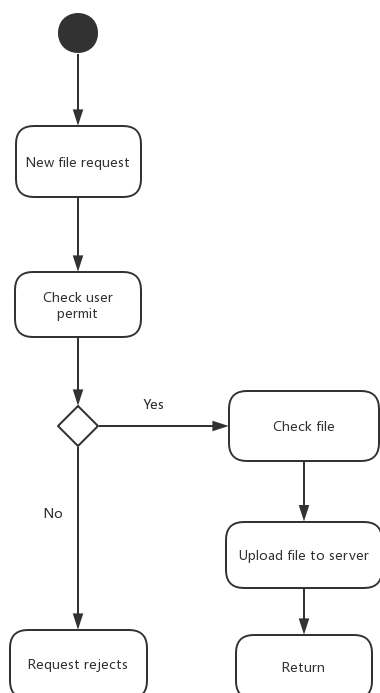 New file request
Check user
permit
Yes
Check file
No
Upload file to server
Request rejects
Return